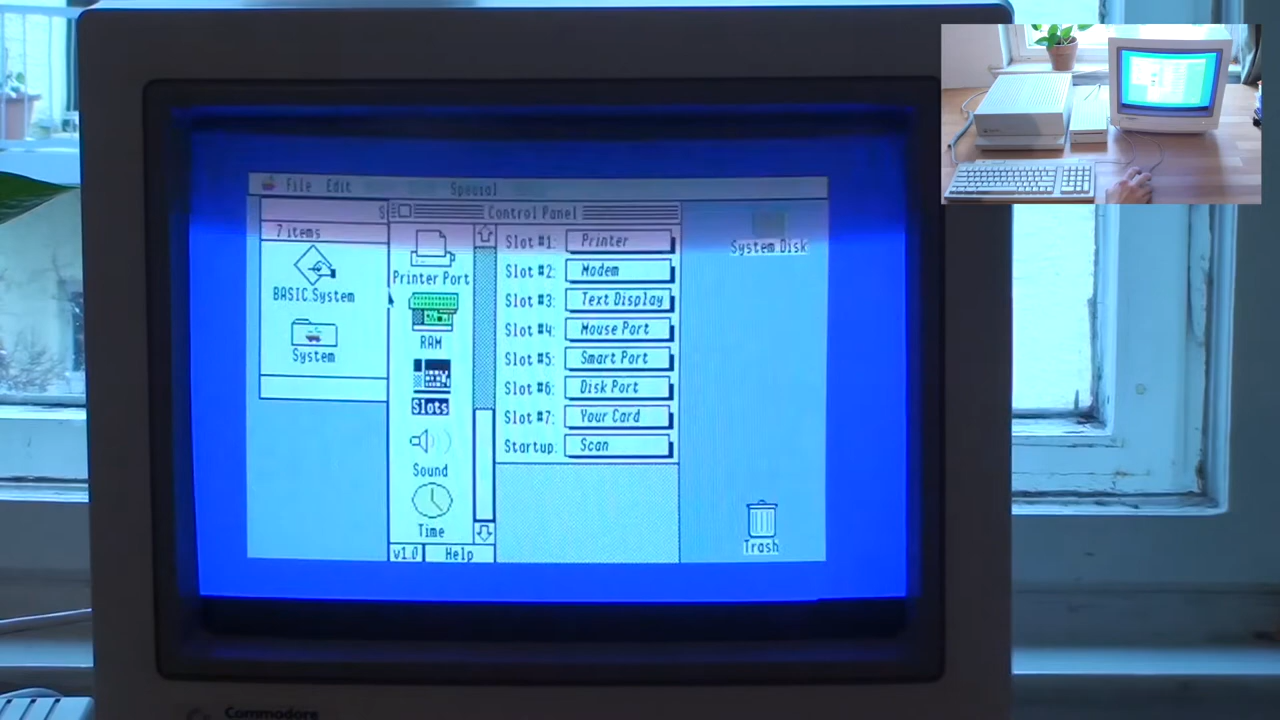 File Edit Special
S Control Panel
7 items
BASIC.System
System
Printer Port
RAM
Slots
Sound
Time
v1.0 Help
Slot #1: Printer
Slot #2: Modem
Slot #3: Text Display
Slot #4: Mouse Port
Slot #5: Smart Port
Slot #6: Disk Port
Slot #7: Your Card
Startup: Scan
System.Disk
Trash
Commodore